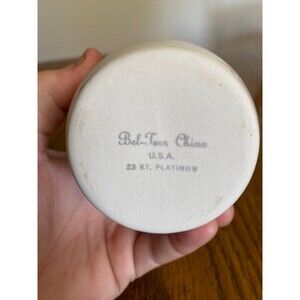 Bel-Terr China
U.S.A.
23 KT. PLATINUM